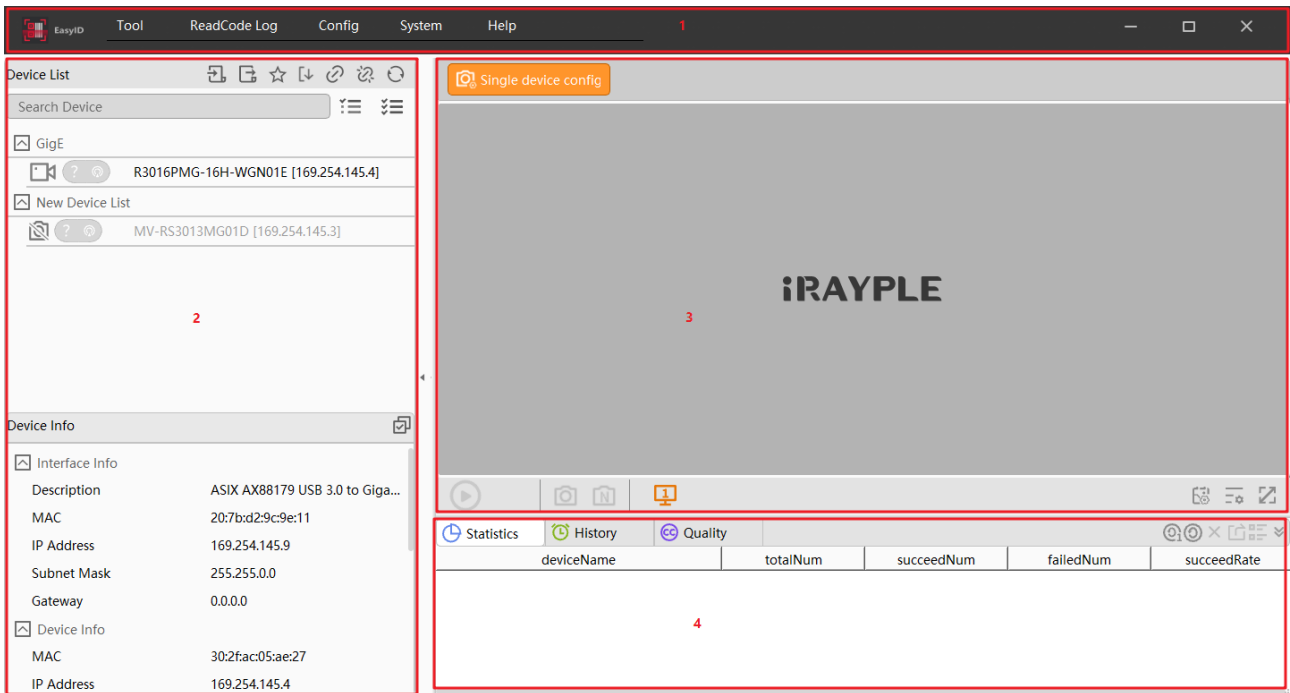 EasyID Tool ReadCode Log Config System Help 1
Device List
Search Device
GigE
R3016PMG-16H-WGN01E [169.254.145.4]
New Device List
MV-RS3013MG01D [169.254.145.3]
2
Device Info
Interface Info
Description ASIX AX88179 USB 3.0 to Giga...
MAC 20:7b:d2:9c:9e:11
IP Address 169.254.145.9
Subnet Mask 255.255.0.0
Gateway 0.0.0.0
Device Info
MAC 30:2f:ac:05:ae:27
IP Address 169.254.145.4
Single device config
iRAYPLE
3
N 1
Statistics History CC Quality
deviceName totalNum succeedNum failedNum succeedRate
4